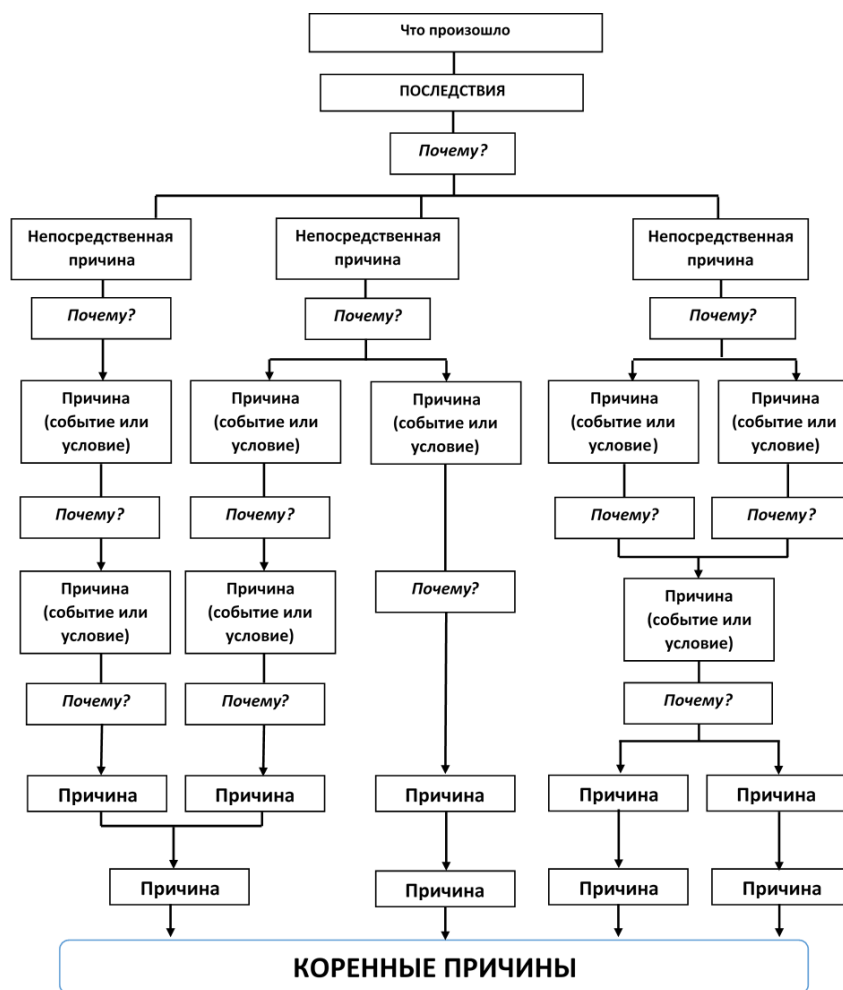 Что произошло
ПОСЛЕДСТВИЯ
Почему?
Непосредственная
причина
Непосредственная
причина
Непосредственная
причина
Почему?
Почему?
Почему?
Причина
(событие или
условие)
Причина
(событие или
условие)
Причина
(событие или
условие)
Причина
(событие или
условие)
Причина
(событие или
условие)
Почему?
Почему?
Почему?
Почему?
Причина
(событие или
условие)
Причина
(событие или
условие)
Почему?
Причина
(событие или
условие)
Почему?
Почему?
Почему?
Причина
Причина
Причина
Причина
Причина
Причина
Причина
Причина
Причина
КОРЕННЫЕ ПРИЧИНЫ